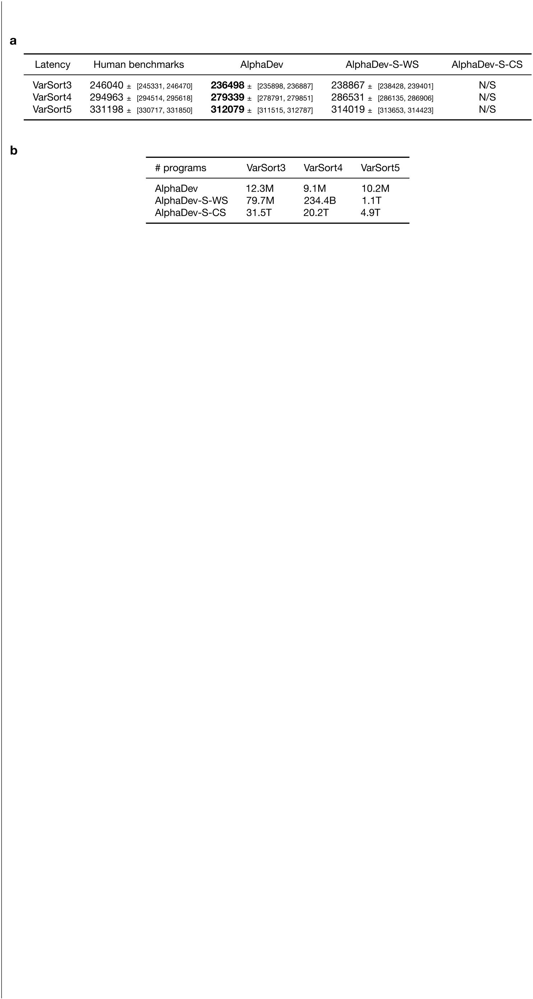 a
Latency Human benchmarks AlphaDev AlphaDev-S-WS AlphaDev-S-CS
VarSort3 246040 ± [245331, 246470] 236498 ± [235898, 236887] 238867 ± [238428, 239401] N/S
VarSort4 294963 ± [294514, 295618] 279339 ± [278791, 279851] 286531 ± [286135, 286906] N/S
VarSort5 331198 ± [330717, 331850] 312079 ± [311515, 312787] 314019 ± [313653, 314423] N/S
b
# programs VarSort3 VarSort4 VarSort5
AlphaDev 12.3M 9.1M 10.2M
AlphaDev-S-WS 79.7M 234.4B 1.1T
AlphaDev-S-CS 31.5T 20.2T 4.9T